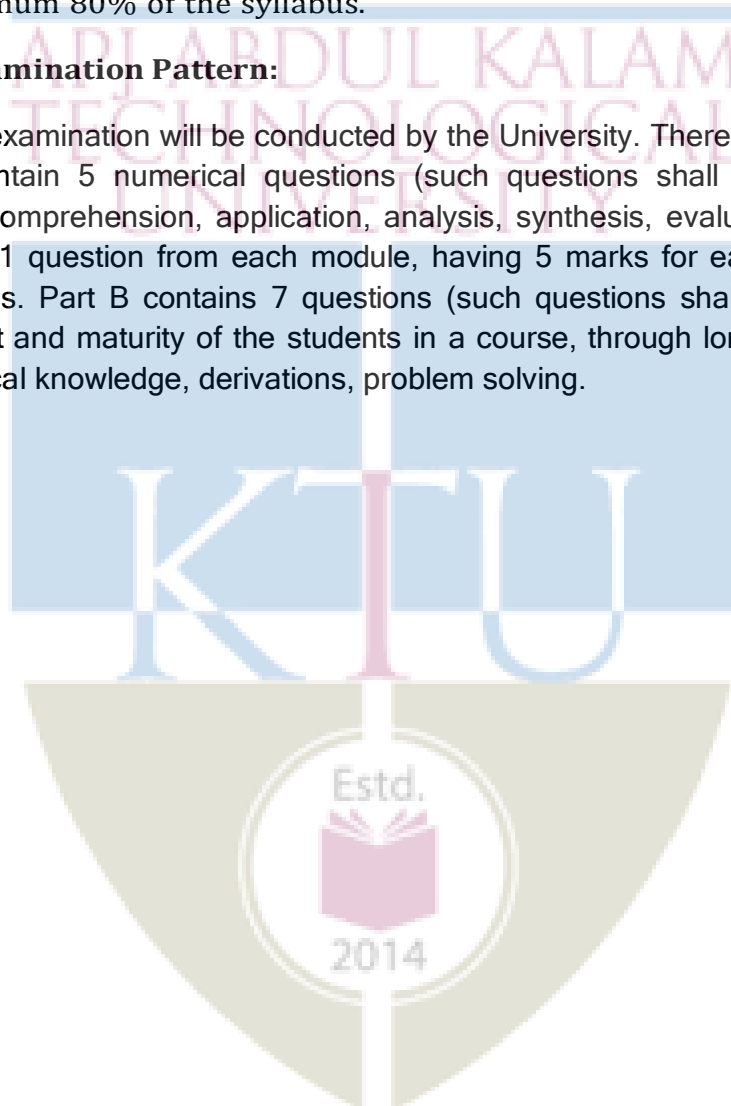 num 80% of the syllabus.
APJ ABDUL KALAM
mination Pattern:
TECHNOLOGICAL
examination will be conducted by the University. There
ntain 5 numerical questions (such questions shall
UNIVERSITY
omprehension, application, analysis, synthesis, evalu
1 question from each module, having 5 marks for ea
s. Part B contains 7 questions (such questions sha
t and maturity of the students in a course, through lon
cal knowledge, derivations, problem solving.
KTU
Estd.
2014